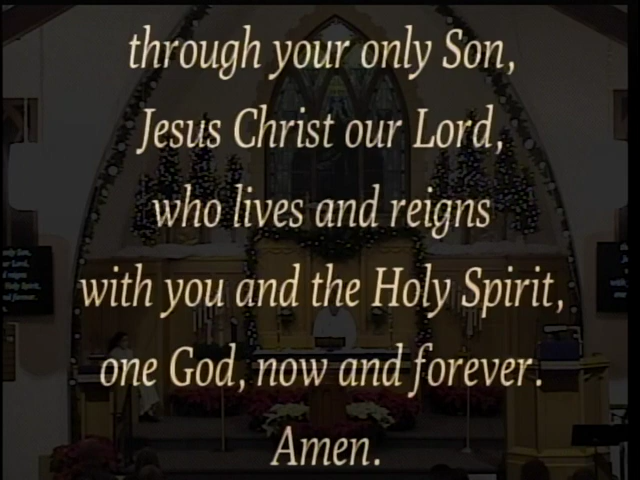 through your only Son,
Jesus Christ our Lord,
who lives and reigns
with you and the Holy Spirit,
one God, now and forever.
Amen.